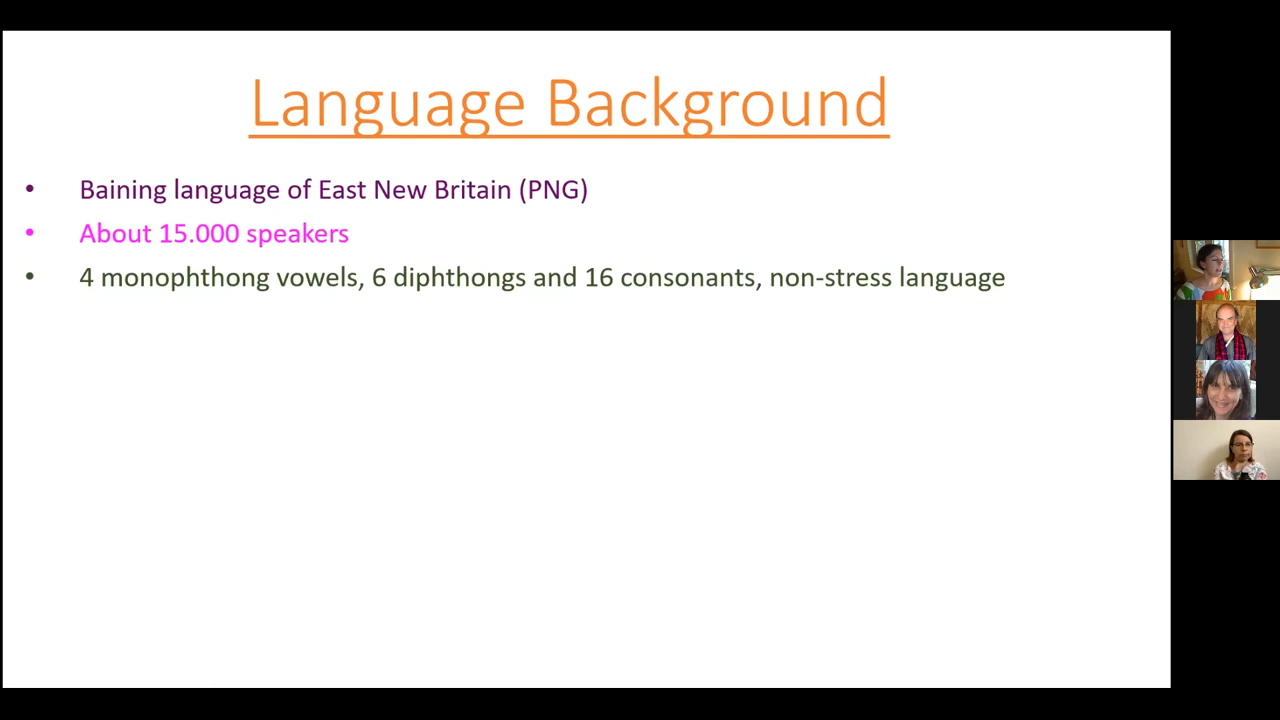 Language Background
• Baining language of East New Britain (PNG)
• About 15.000 speakers
• 4 monophthong vowels, 6 diphthongs and 16 consonants, non-stress language